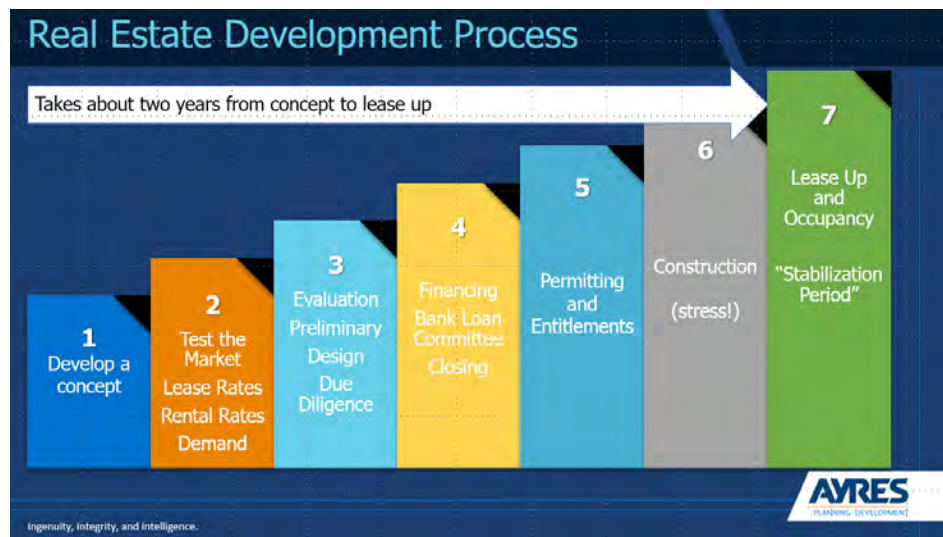 Real Estate Development Process
Takes about two years from concept to lease up
1
Develop a
concept
2
Test the
Market
Lease Rates
Rental Rates
Demand
3
Evaluation
Preliminary
Design
Due
Diligence
4
Financing
Bank Loan
Committee
Closing
5
Permitting
and
Entitlements
6
Construction
(stress!)
7
Lease Up
and
Occupancy
“Stabilization
Period”
AYRES
PLANNING+DEVELOPMENT
Ingenuity, integrity, and intelligence.